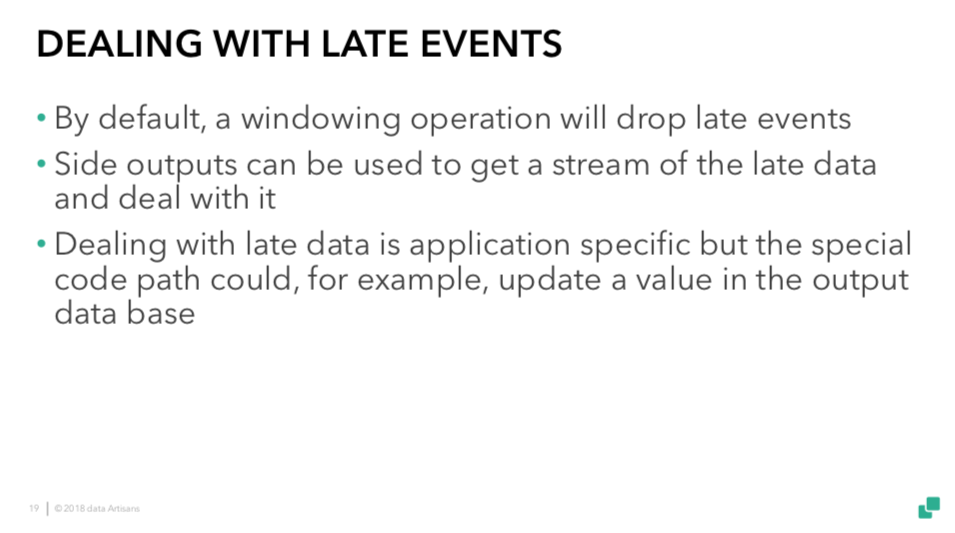 DEALING WITH LATE EVENTS
• By default, a windowing operation will drop late events
• Side outputs can be used to get a stream of the late data
and deal with it
• Dealing with late data is application specific but the special
code path could, for example, update a value in the output
data base
19 | © 2018 data Artisans